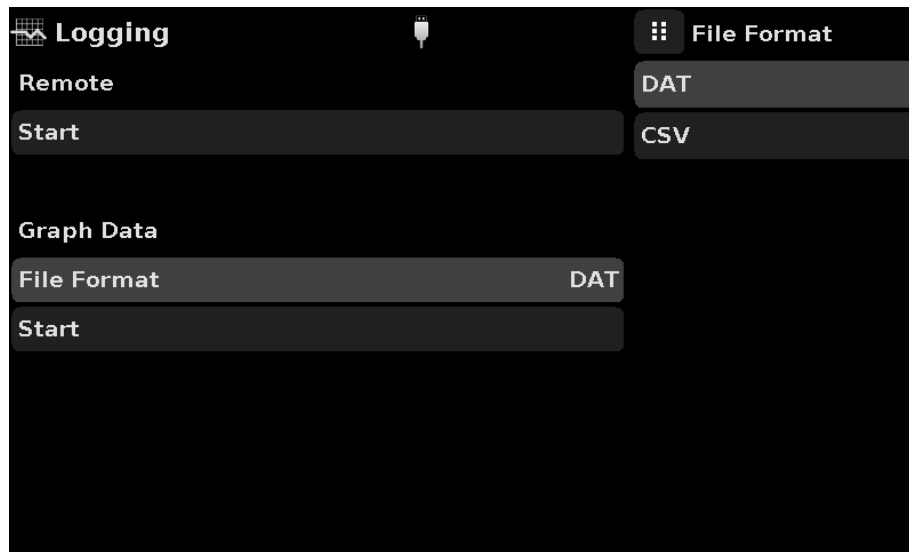 Logging
Remote
Start
Graph Data
File Format DAT
Start
File Format
DAT
CSV